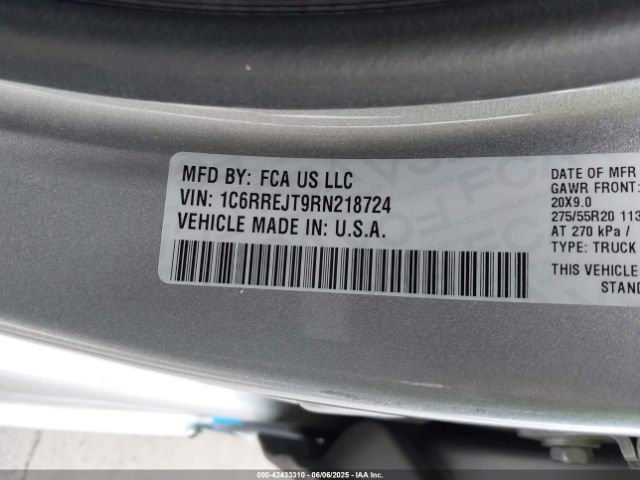 MFD BY: FCA US LLC
VIN: 1C6RREJT9RN218724
VEHICLE MADE IN: U.S.A.
DATE OF MFR
GAWR FRONT:
20X9.0
275/55R20 113
AT 270 kPa /
TYPE: TRUCK
THIS VEHICLE
STAND
000-42433310 - 06/06/2025 - IAA Inc.